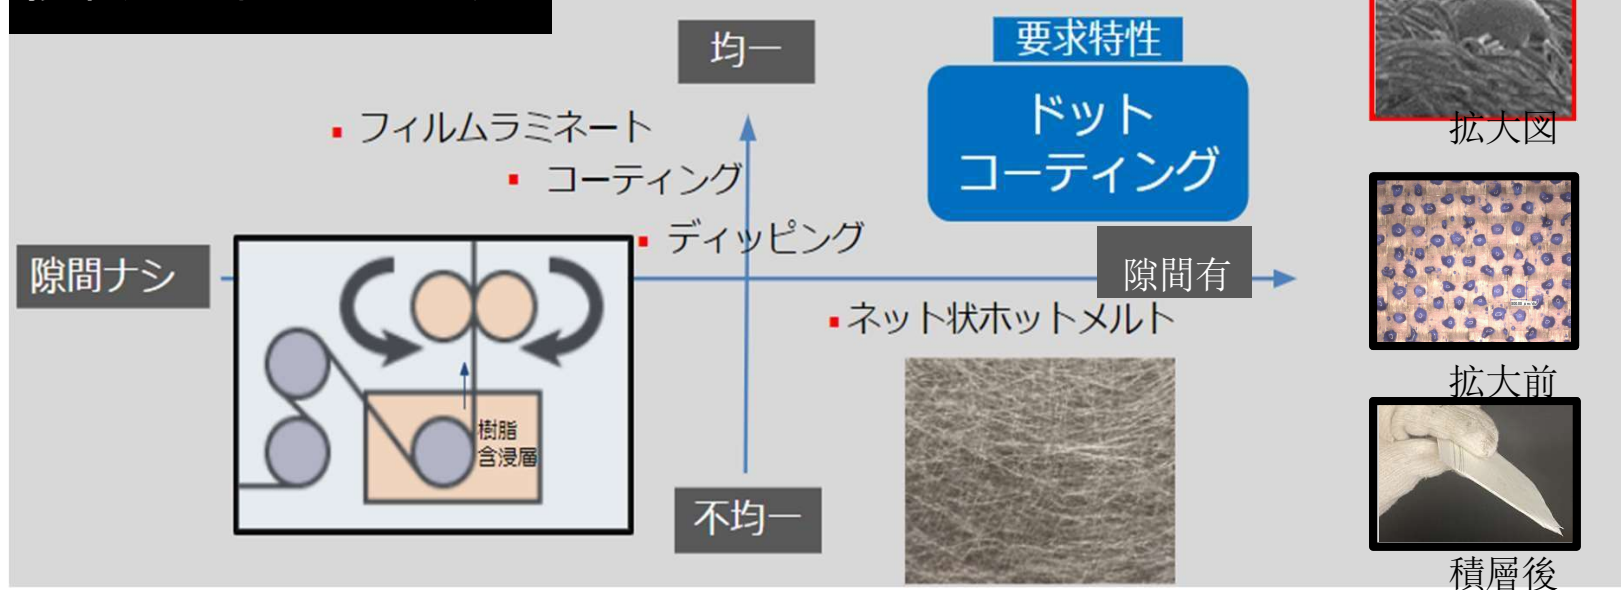 均一
要求特性
ドット
コーティング
▪ フィルムラミネート
▪ コーティング
▪ ディッピング
隙間ナシ
隙間有
▪ネット状ホットメルト
樹脂
含浸層
不均一
拡大図
拡大前
積層後